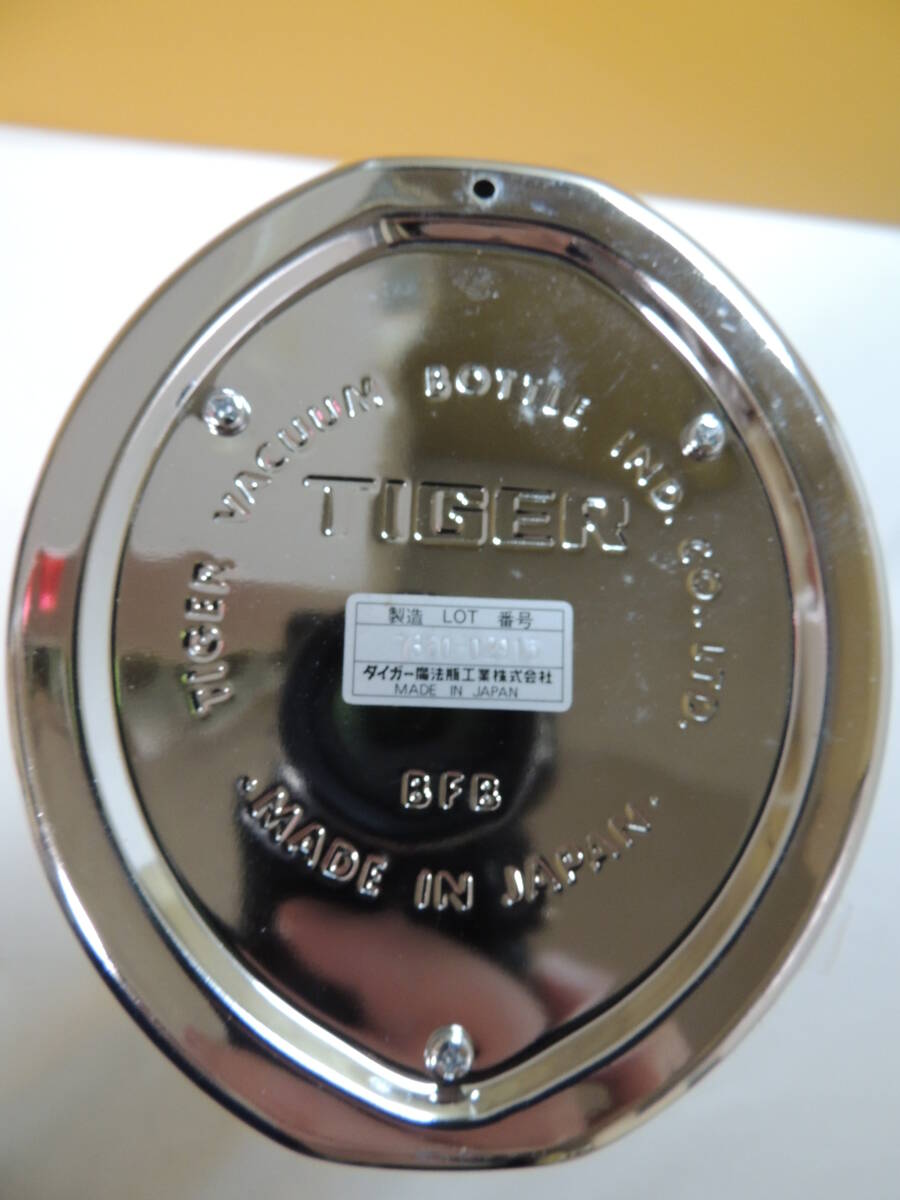 TIGER VACUUM BOTTLE IND. CO., LTD.
TIGER
製造 LOT 番号
タイガー魔法瓶工業株式会社
MADE IN JAPAN
BFB
・MADE IN JAPAN・